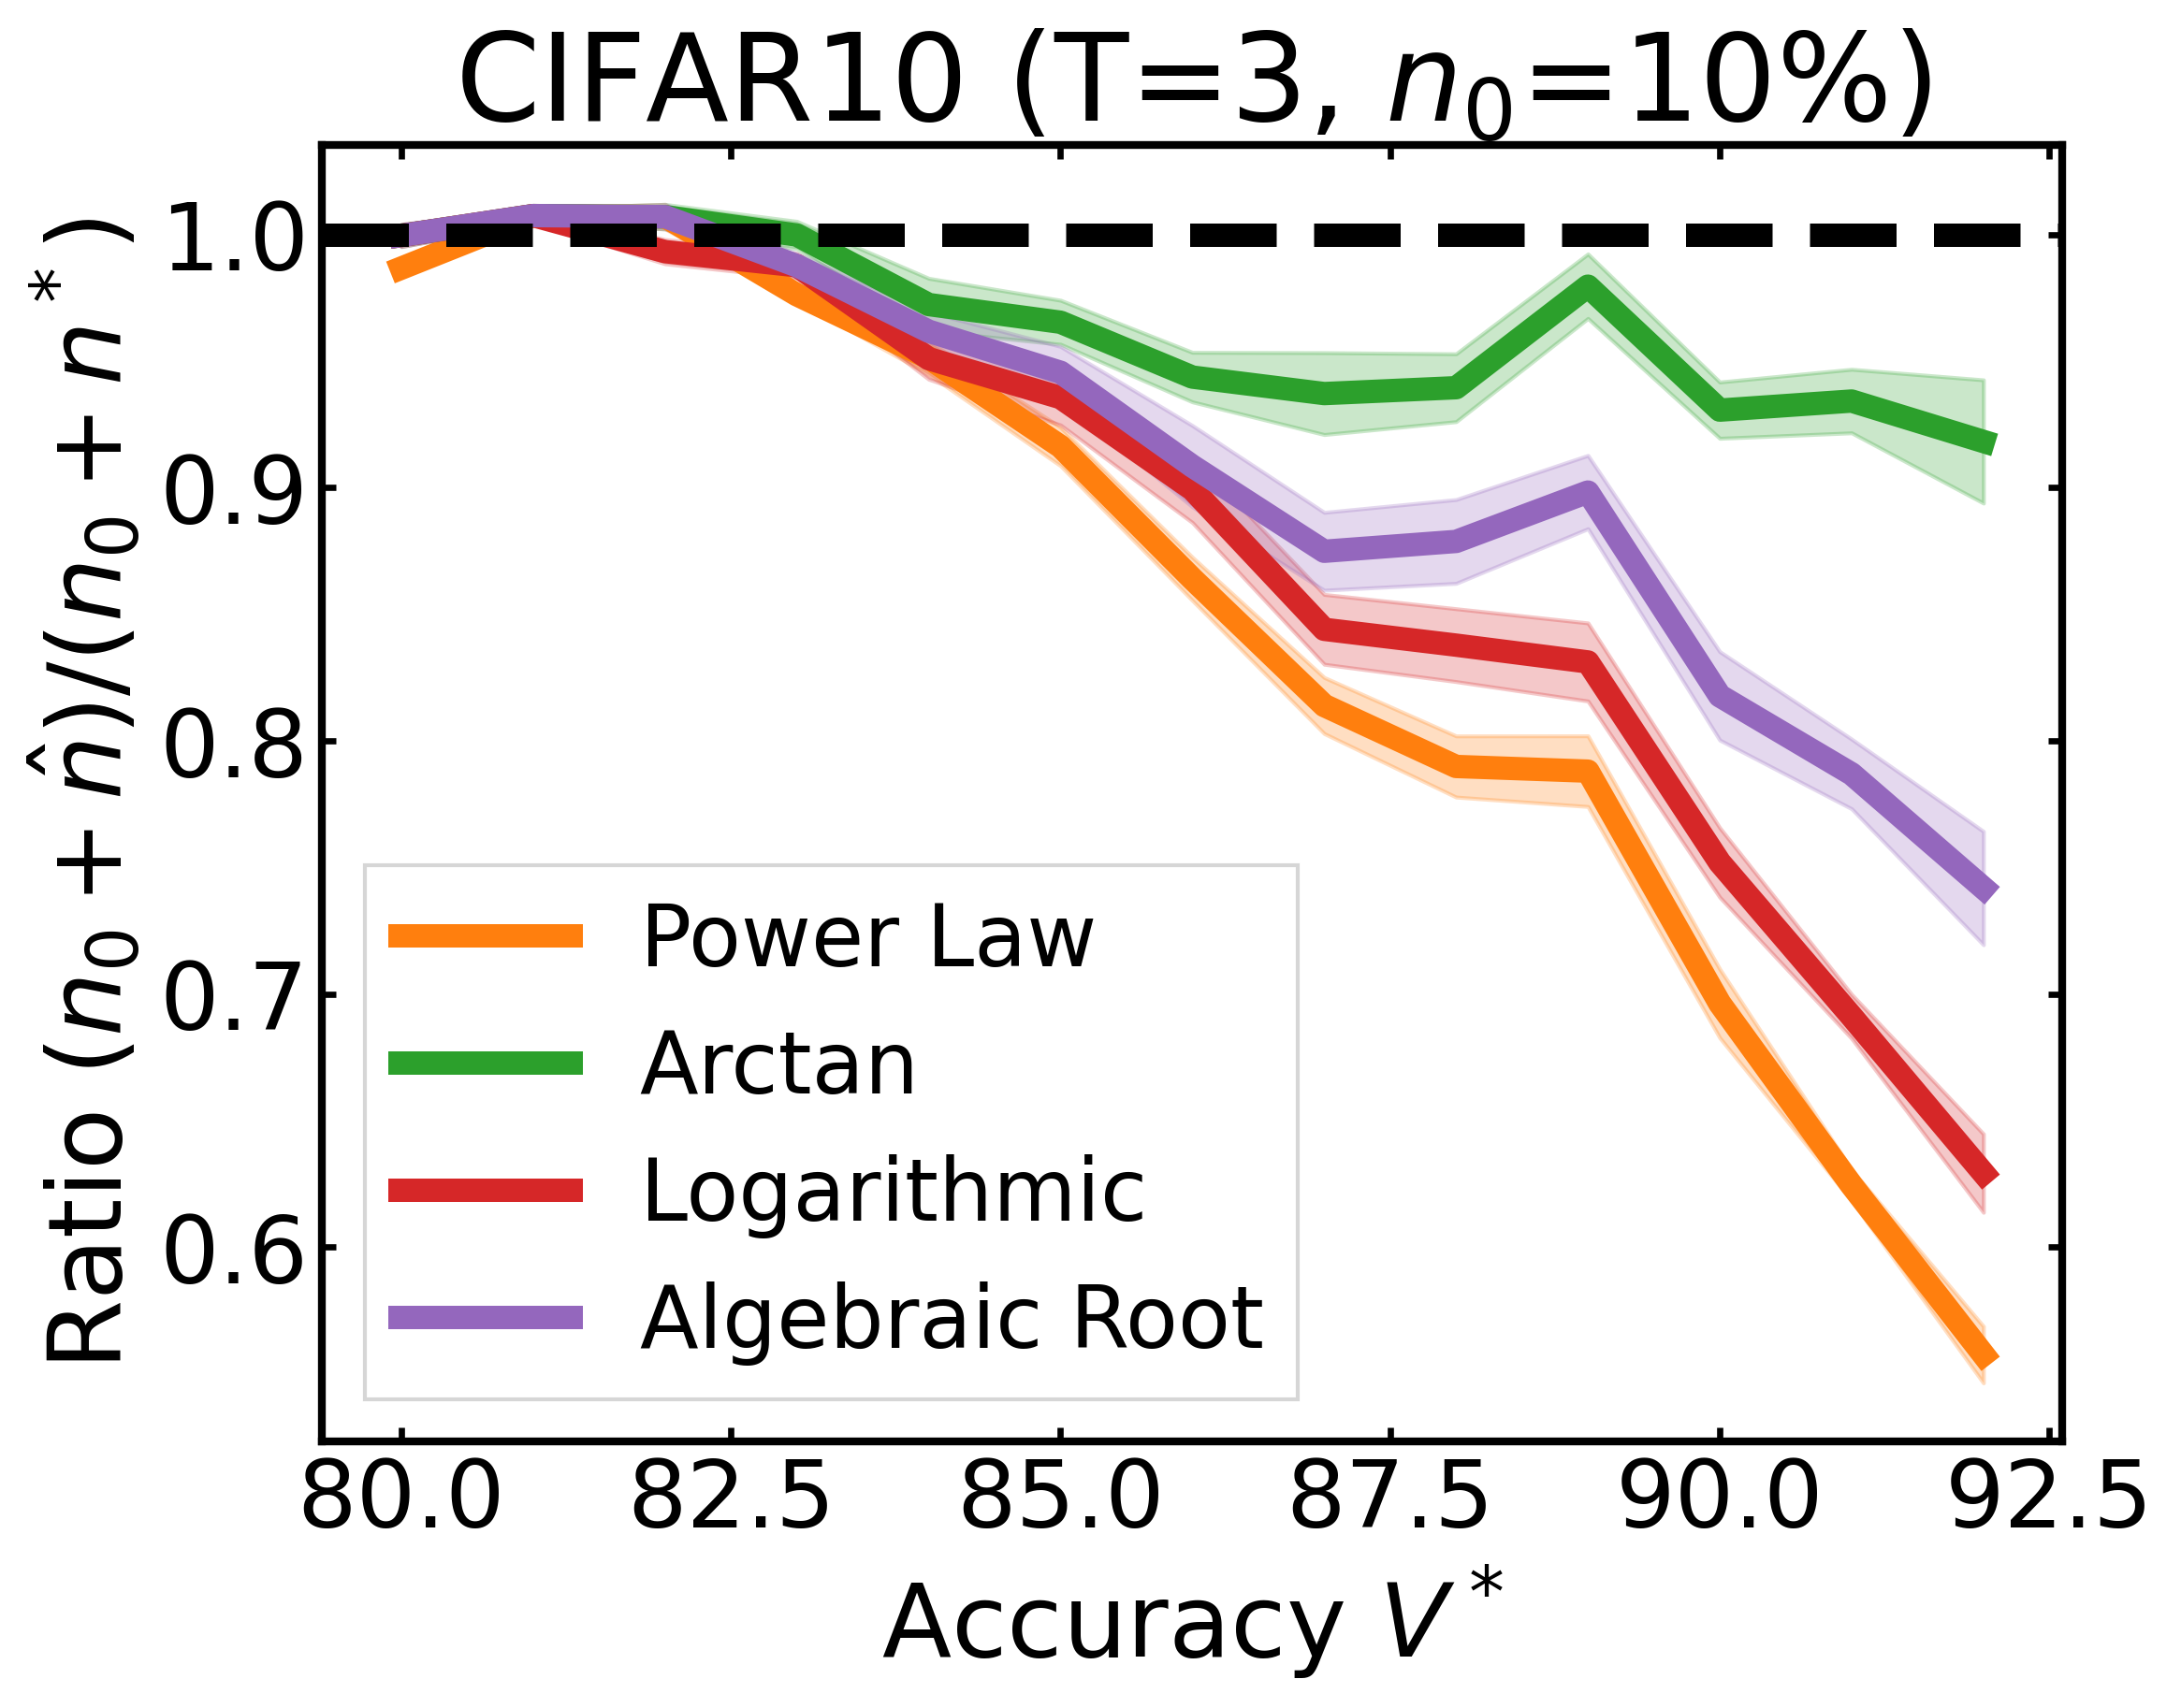 CIFAR10 (T=3, n₀=10%)
Ratio (n₀ + n̂)/(n₀ + n*)
1.0
0.9
0.8
0.7
0.6
Power Law
Arctan
Logarithmic
Algebraic Root
80.0 82.5 85.0 87.5 90.0 92.5
Accuracy V*